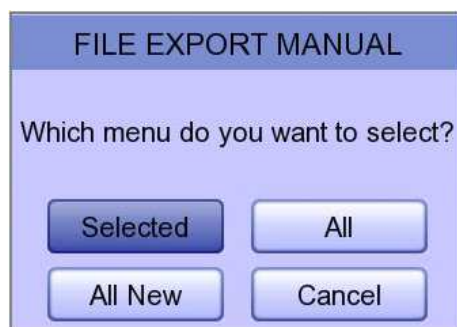 FILE EXPORT MANUAL
Which menu do you want to select?
Selected All
All New Cancel